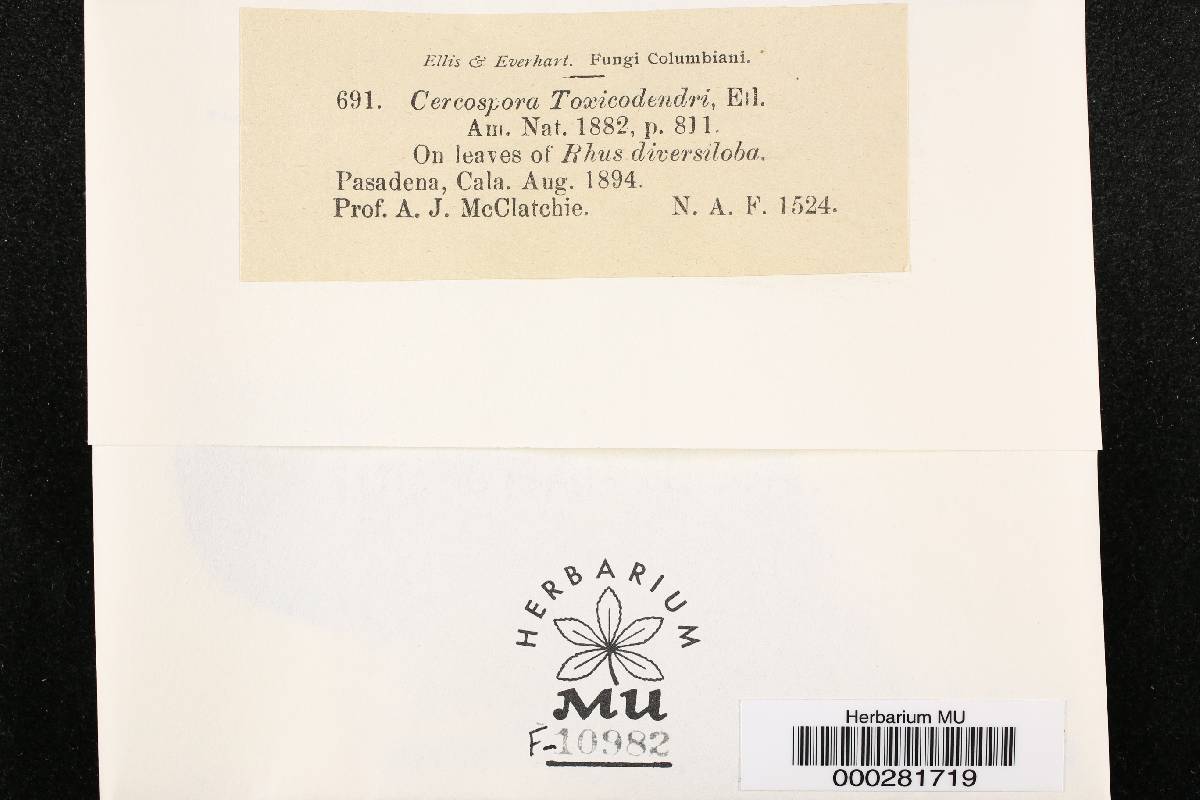 Ellis & Everhart. Fungi Columbiani.
691. Cercospora Toxicodendri, Ell.
Am. Nat. 1882, p. 811.
On leaves of Rhus diversiloba.
Pasadena, Cala. Aug. 1894.
Prof. A. J. McClatchie. N. A. F. 1524.
HERBARIUM
MU
F-10982
Herbarium MU
000281719